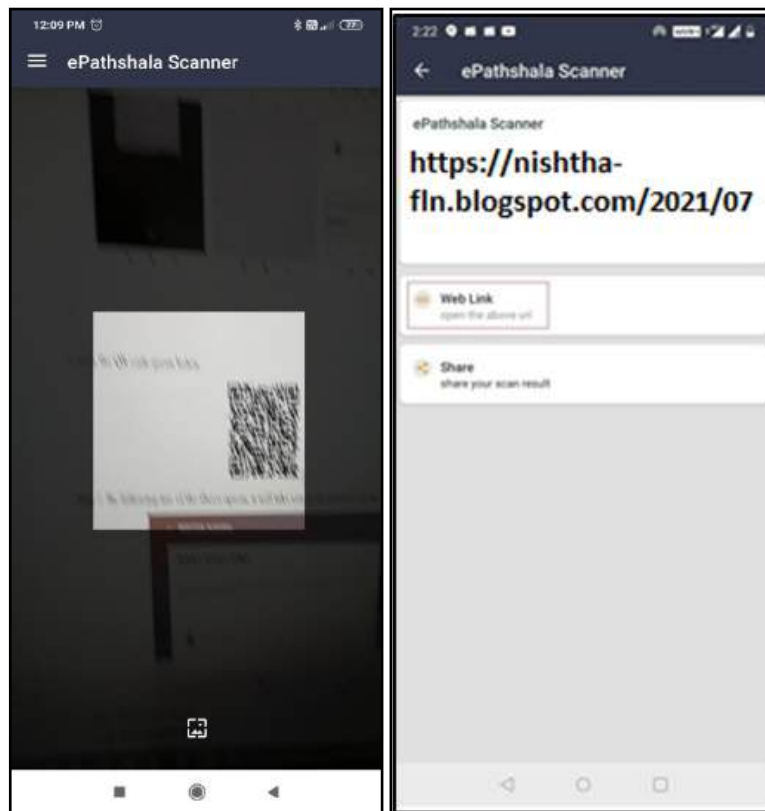 12:09 PM
77
ePathshala Scanner
2:22
ePathshala Scanner
ePathshala Scanner
https://nishtha-
fln.blogspot.com/2021/07
Web Link
open the above url
Share
share your scan result